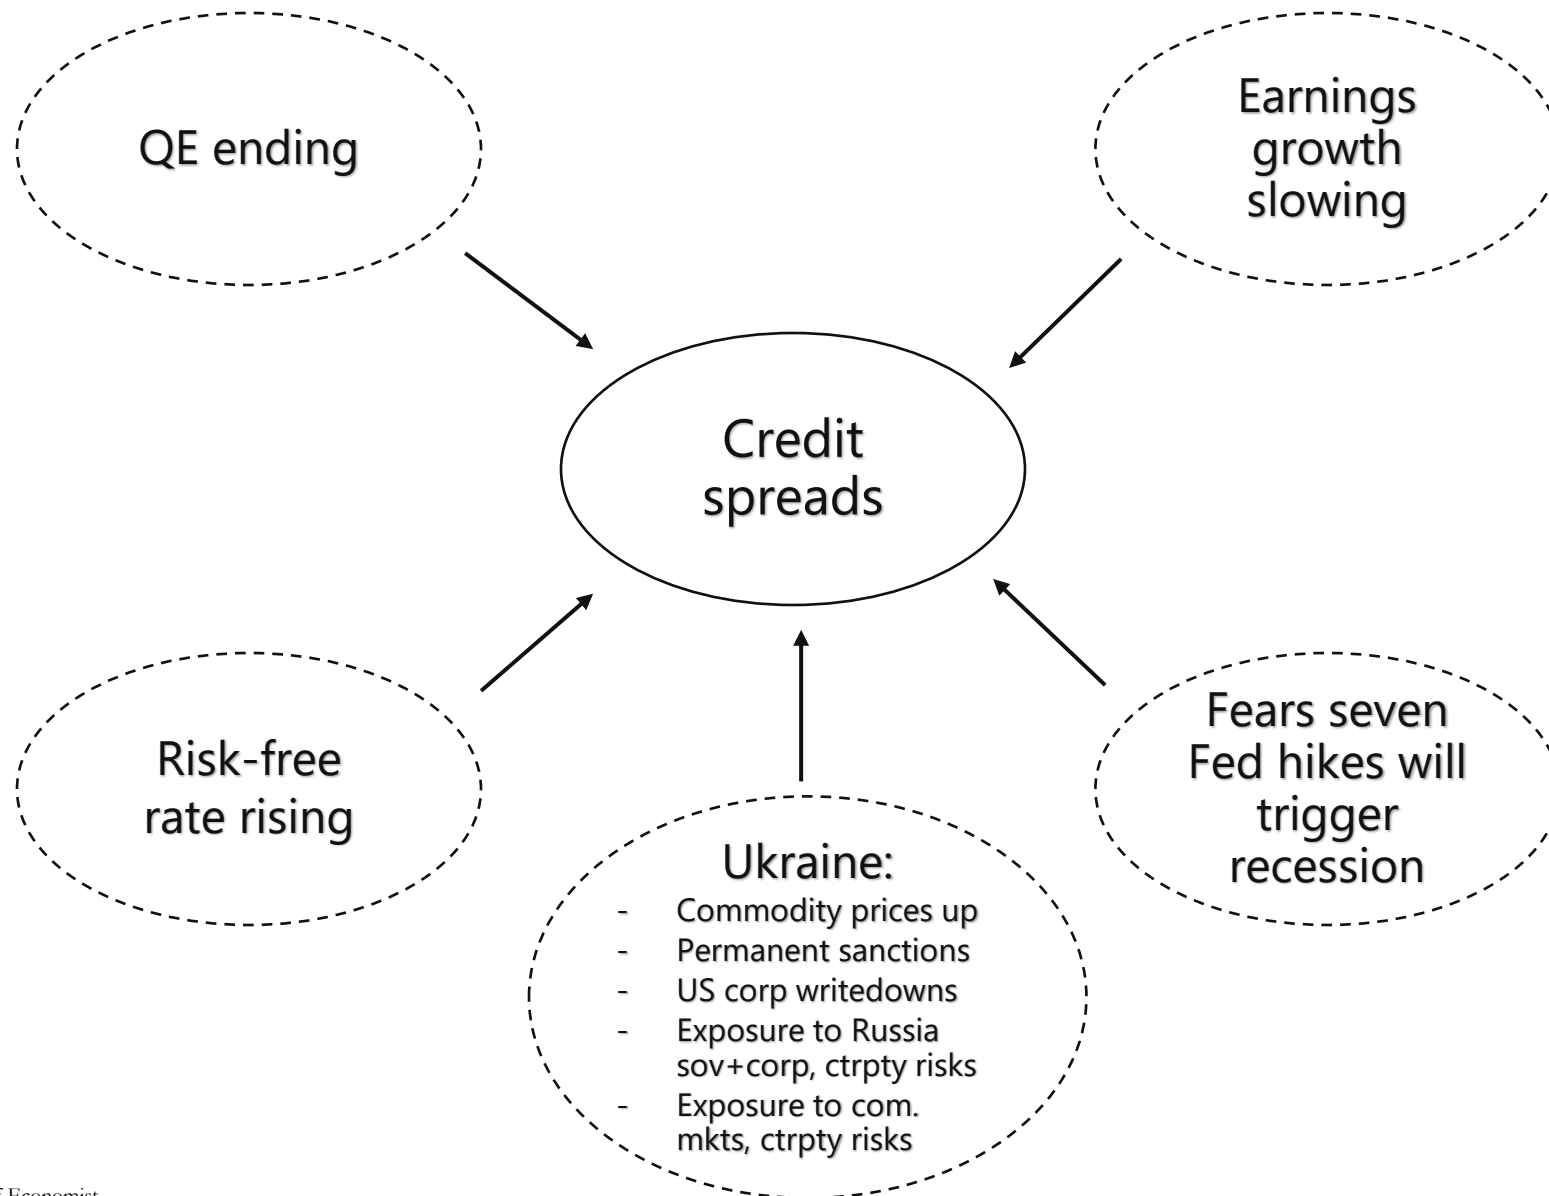 QE ending
Earnings
growth
slowing
Credit
spreads
Risk-free
rate rising
Fears seven
Fed hikes will
trigger
recession
Ukraine:
- Commodity prices up
- Permanent sanctions
- US corp writedowns
- Exposure to Russia
sov+corp, ctrpty risks
- Exposure to com.
mkts, ctrpty risks
Economist